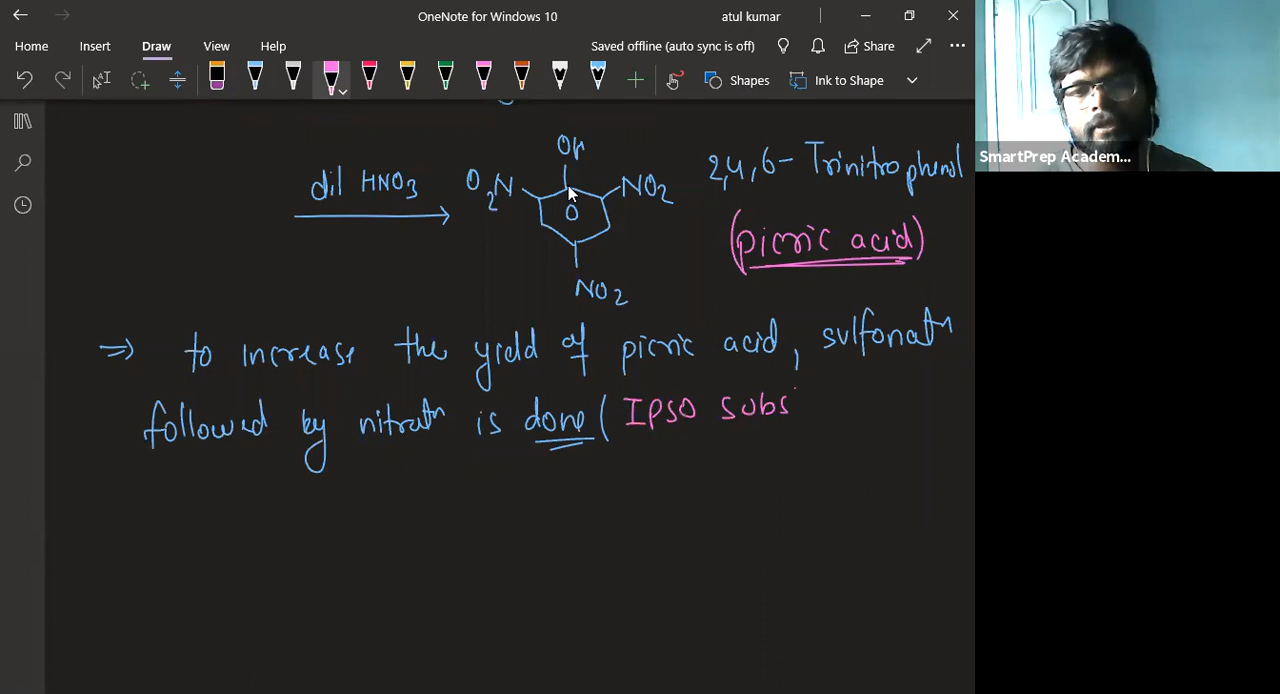 OneNote for Windows 10
atul kumar
Home Insert Draw View Help
Saved offline (auto sync is off)
Share
Shapes
Ink to Shape
SmartPrep Academ...
OH
dil HNO3
O2N
NO2
NO2
2,4,6- Trinitrophenol
(picric acid)
⇒ to increase the yield of picric acid, sulfonatn
followed by nitratn is done ( IPSO subs